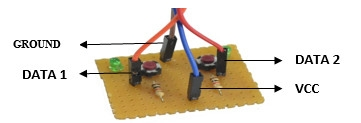 GROUND
DATA 1
DATA 2
VCC